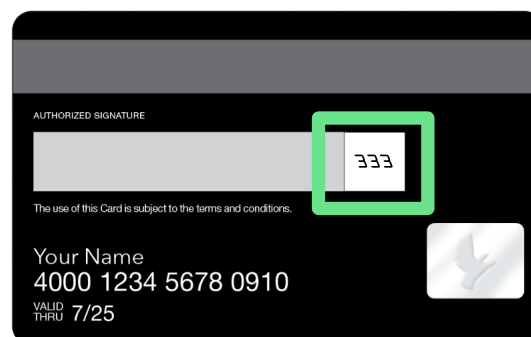 AUTHORIZED SIGNATURE
333
The use of this Card is subject to the terms and conditions.
Your Name
4000 1234 5678 0910
VALID
THRU 7/25